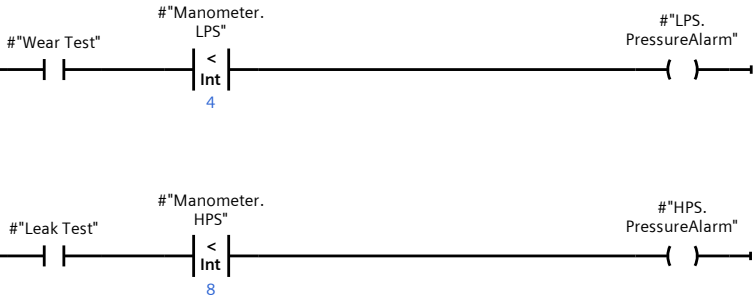 #"Manometer.
LPS"
#"LPS.
PressureAlarm"
#"Wear Test"
<
Int
4
#"Manometer.
HPS"
#"HPS.
PressureAlarm"
#"Leak Test"
<
Int
8